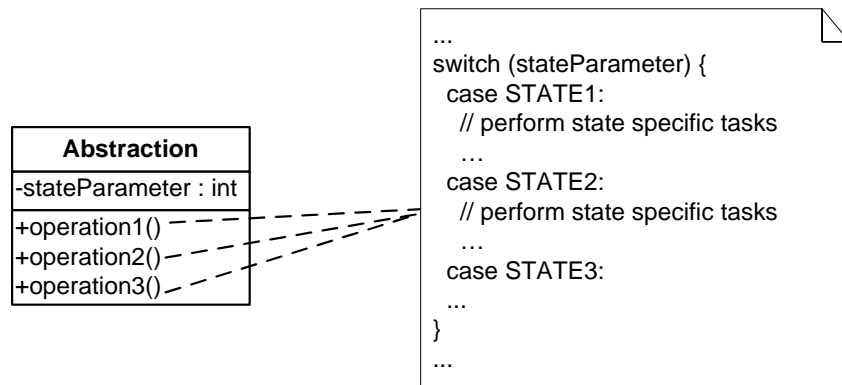 Abstraction
-stateParameter : int
+operation1()
+operation2()
+operation3()
...
switch (stateParameter) {
case STATE1:
// perform state specific tasks
…
case STATE2:
// perform state specific tasks
…
case STATE3:
...
}
...